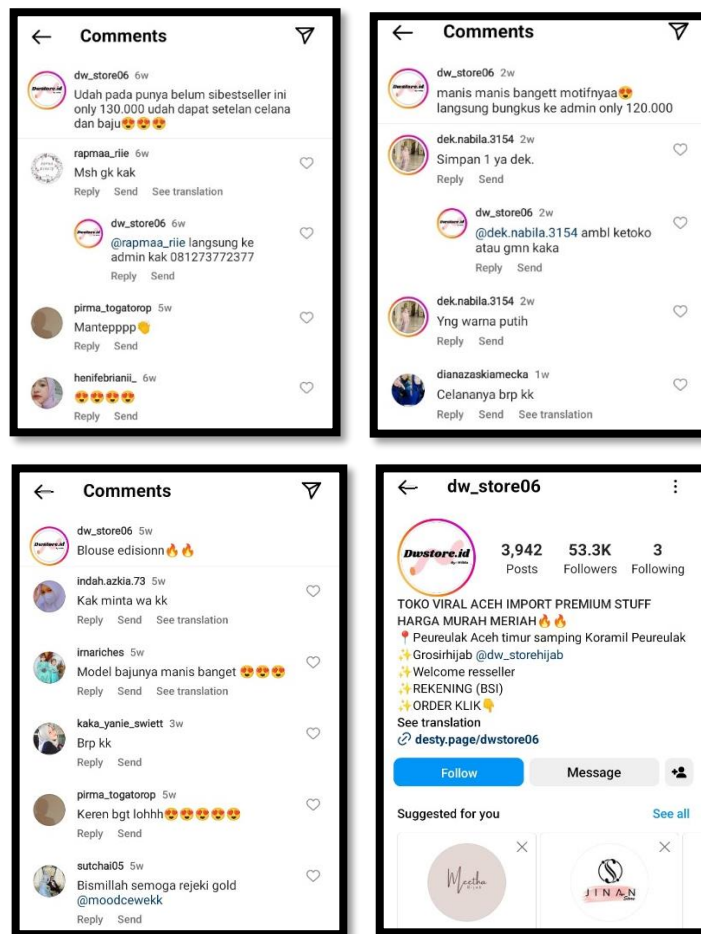 Comments
dw_store06 6w
Udah pada punya belum sibestseller ini
only 130.000 udah dapat setelan celana
dan baju😍😍😍
rapmaa_riie 6w
Msh gk kak
Reply Send See translation
dw_store06 6w
@rapmaa_riie langsung ke
admin kak 081273772377
Reply Send
pirma_togatorop 5w
Mantepppp👏
Reply Send
henifebrianii_ 6w
😍😍😍😍
Reply Send
Comments
dw_store06 2w
manis manis bangett motifnyaa😍
langsung bungkus ke admin only 120.000
dek.nabila.3154 2w
Simpan 1 ya dek.
Reply Send
dw_store06 2w
@dek.nabila.3154 ambl ketoko
atau gmn kaka
Reply Send
dek.nabila.3154 2w
Yng warna putih
Reply Send
dianazaskiamecka 1w
Celananya brp kk
Reply Send See translation
Comments
dw_store06 5w
Blouse edisionn🔥🔥
indah.azkia.73 5w
Kak minta wa kk
Reply Send See translation
irnariches 5w
Model bajunya manis banget 😍😍😍
Reply Send See translation
kaka_yanie_swiett 3w
Brp kk
Reply Send
pirma_togatorop 5w
Keren bgt lohhh😍😍😍😍😍
Reply Send
sutchai05 5w
Bismillah semoga rejeki gold
@moodcewekk
Reply Send
dw_store06
Dwstore.id
3,942 53.3K 3
Posts Followers Following
TOKO VIRAL ACEH IMPORT PREMIUM STUFF
HARGA MURAH MERIAH🔥🔥
📍Peureulak Aceh timur samping Koramil Peureulak
✨Grosirhijab @dw_storehijab
✨Welcome resseller
✨REKENING (BSI)
✨ORDER KLIK👇
See translation
desty.page/dwstore06
Follow Message
Suggested for you See all
Meetha
JINAN